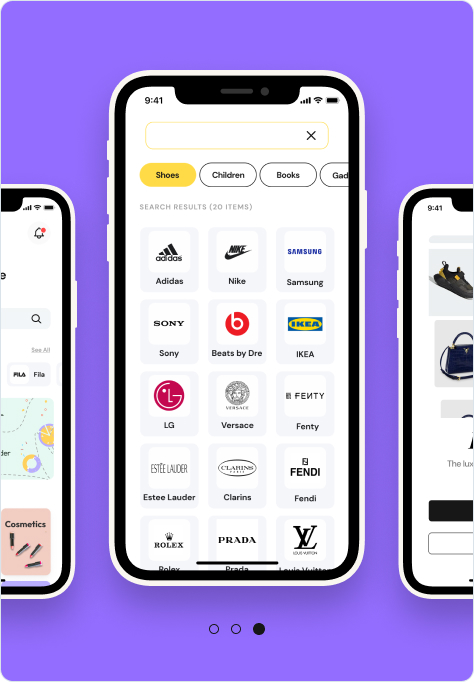 9:41
Shoes
Children
Books
Gad
SEARCH RESULTS (20 ITEMS)
adidas
NIKE
SAMSUNG
Adidas
Nike
Samsung
SONY
IKEA
Sony
Beats by Dre
IKEA
LG
VERSACE
FENTY
LG
Versace
Fenty
ESTĒE LAUDER
CLARINS
PARIS
FENDI
Estee Lauder
Clarins
Fendi
ROLEX
PRADA
LOUIS VUITTON
Rolex
Prada
Louis Vuitton
e
See All
FILA
Fila
der
Cosmetics
9:41
The lux